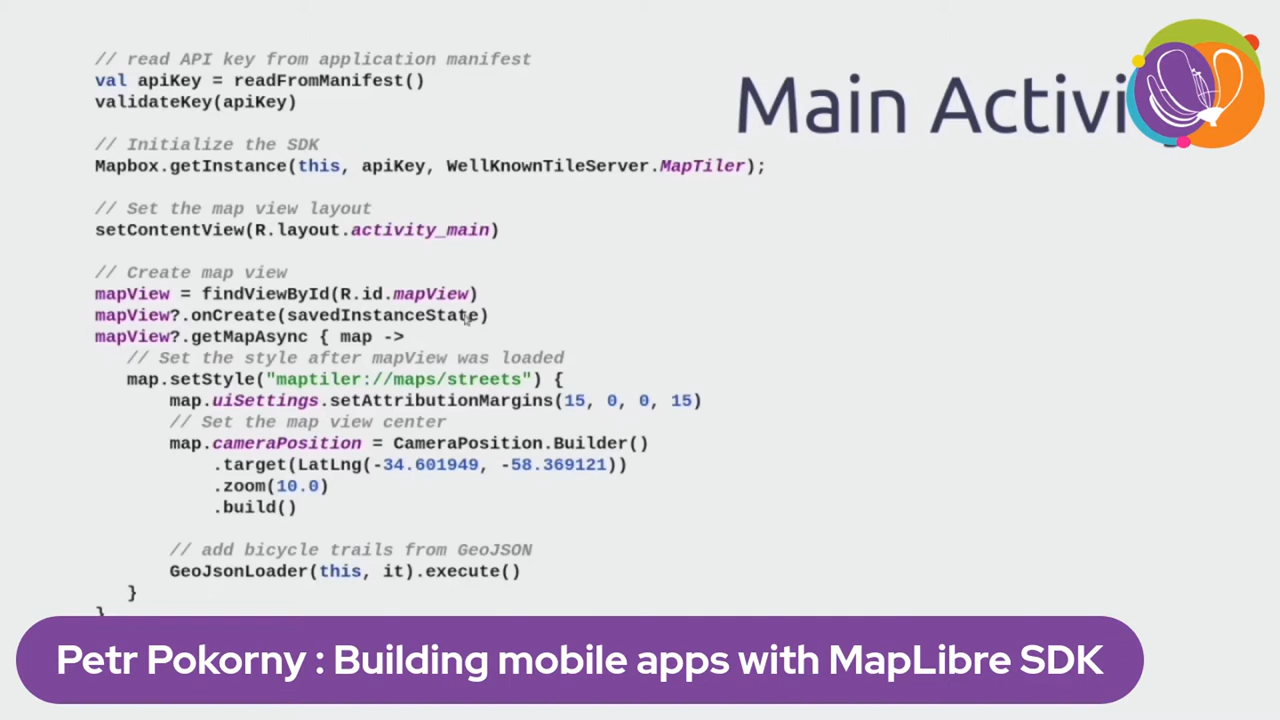 Main Activi
// read API key from application manifest
val apiKey = readFromManifest()
validateKey(apiKey)
// Initialize the SDK
Mapbox.getInstance(this, apiKey, WellKnownTileServer.MapTiler);
// Set the map view layout
setContentView(R.layout.activity_main)
// Create map view
mapView = findViewById(R.id.mapView)
mapView?.onCreate(savedInstanceState)
mapView?.getMapAsync { map ->
// Set the style after mapView was loaded
map.setStyle("maptiler://maps/streets") {
map.uiSettings.setAttributionMargins(15, 0, 0, 15)
// Set the map view center
map.cameraPosition = CameraPosition.Builder()
.target(LatLng(-34.601949, -58.369121))
.zoom(10.0)
.build()
// add bicycle trails from GeoJSON
GeoJsonLoader(this, it).execute()
}
}
Petr Pokorny : Building mobile apps with MapLibre SDK